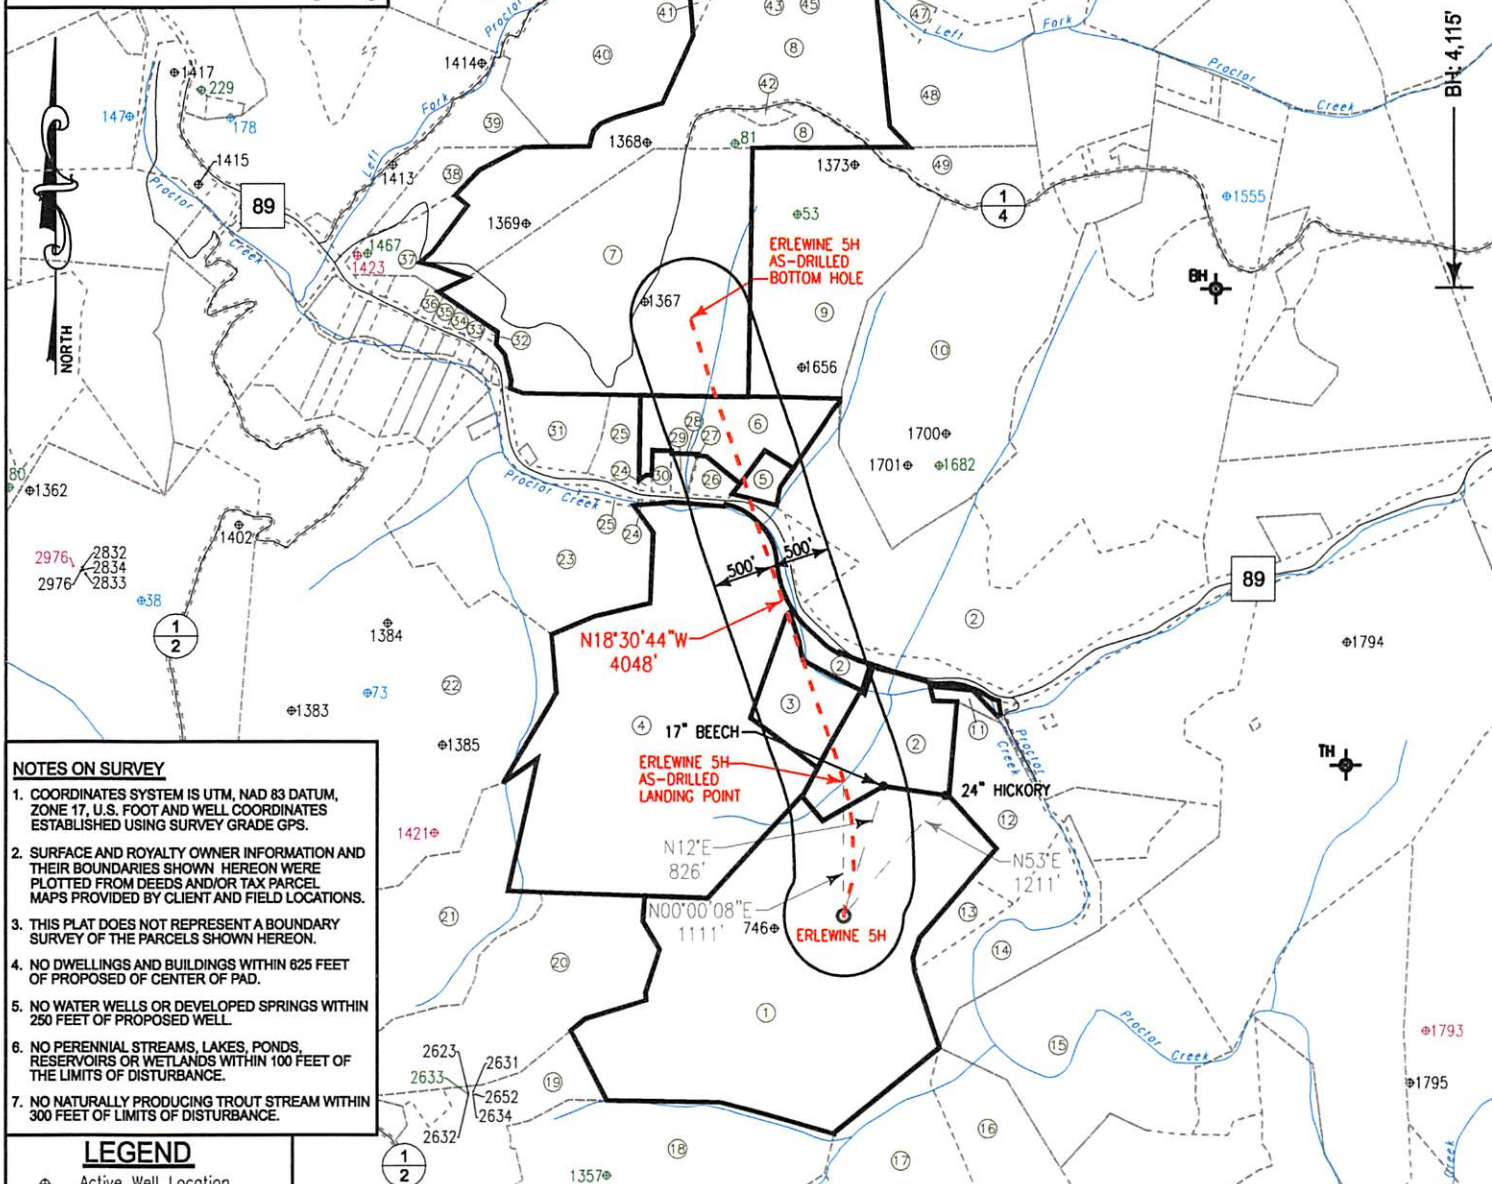 41
43
45
47
Proctor
Left
Fork
BH: 4,115'
40
8
1414
Proctor
Creek
1417
229
42
48
147
178
Fork
39
8
1368
81
1415
Left
1413
38
1373
49
Proctor
89
1
4
1555
1369
53
Creek
1467
1423
37
7
ERLEWINE 5H
AS-DRILLED
BOTTOM HOLE
BH
NORTH
36
35
34
33
32
1367
9
10
1656
31
25
28
29
27
6
1700
1701
1682
80
1362
24
30
26
5
Proctor Creek
25
24
1402
23
500'
500'
89
2976
2832
2834
2976
2833
38
1
2
1384
N18°30'44"W
4048'
2
1794
22
73
2
1383
3
4
17" BEECH
11
2
1385
Proctor
Creek
TH
NOTES ON SURVEY
1. COORDINATES SYSTEM IS UTM, NAD 83 DATUM,
ZONE 17, U.S. FOOT AND WELL COORDINATES
ESTABLISHED USING SURVEY GRADE GPS.
2. SURFACE AND ROYALTY OWNER INFORMATION AND
THEIR BOUNDARIES SHOWN HEREON WERE
PLOTTED FROM DEEDS AND/OR TAX PARCEL
MAPS PROVIDED BY CLIENT AND FIELD LOCATIONS.
3. THIS PLAT DOES NOT REPRESENT A BOUNDARY
SURVEY OF THE PARCELS SHOWN HEREON.
4. NO DWELLINGS AND BUILDINGS WITHIN 625 FEET
OF PROPOSED OF CENTER OF PAD.
5. NO WATER WELLS OR DEVELOPED SPRINGS WITHIN
250 FEET OF PROPOSED WELL.
6. NO PERENNIAL STREAMS, LAKES, PONDS,
RESERVOIRS OR WETLANDS WITHIN 100 FEET OF
THE LIMITS OF DISTURBANCE.
7. NO NATURALLY PRODUCING TROUT STREAM WITHIN
300 FEET OF LIMITS OF DISTURBANCE.
ERLEWINE 5H
AS-DRILLED
LANDING POINT
24" HICKORY
1421
12
N12°E
826'
N53°E
1211'
21
N00°00'08"E
1111'
746
ERLEWINE 5H
13
14
20
1
Proctor Creek
1793
15
2623
2633
2631
2652
2634
2632
19
1795
1
2
18
16
17
1357
Creek
LEGEND
Active Well Location